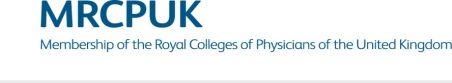 MRCPUK
Membership of the Royal Colleges of Physicians of the United Kingdom